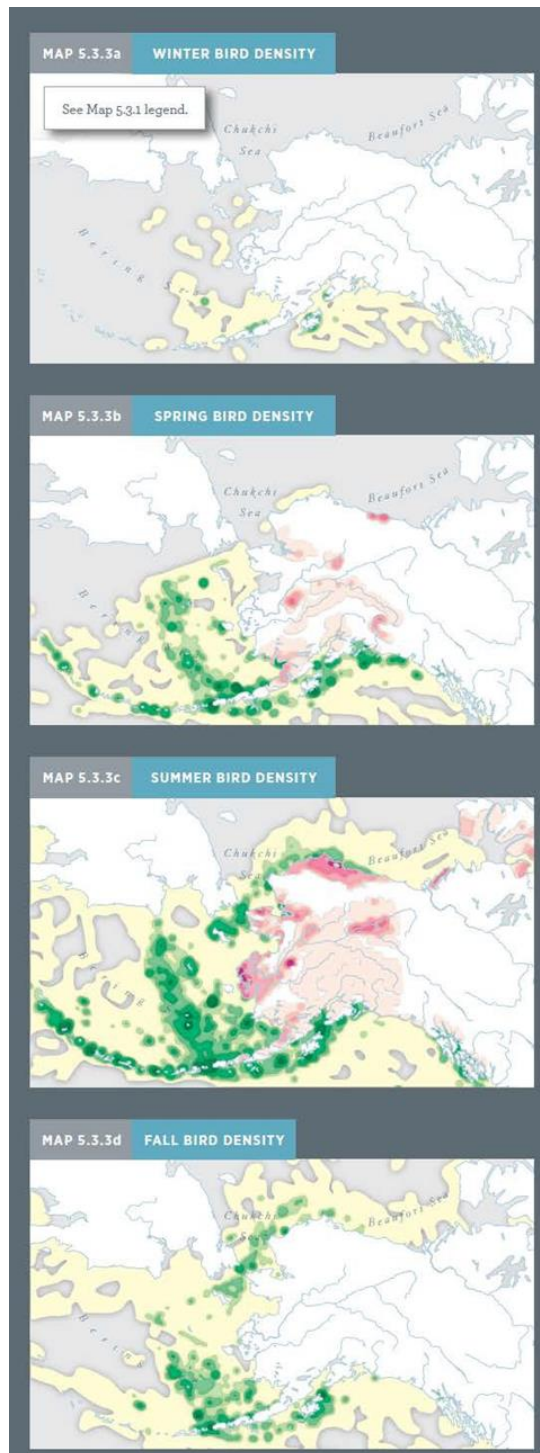 MAP 5.3.3a WINTER BIRD DENSITY
See Map 5.3.1 legend.
Chukchi
Sea
Beaufort Sea
Bering Sea
MAP 5.3.3b SPRING BIRD DENSITY
Chukchi
Sea
Beaufort Sea
Bering
MAP 5.3.3c SUMMER BIRD DENSITY
Chukchi
Sea
Beaufort Sea
Bering
MAP 5.3.3d FALL BIRD DENSITY
Chukchi
Sea
Beaufort Sea
Bering